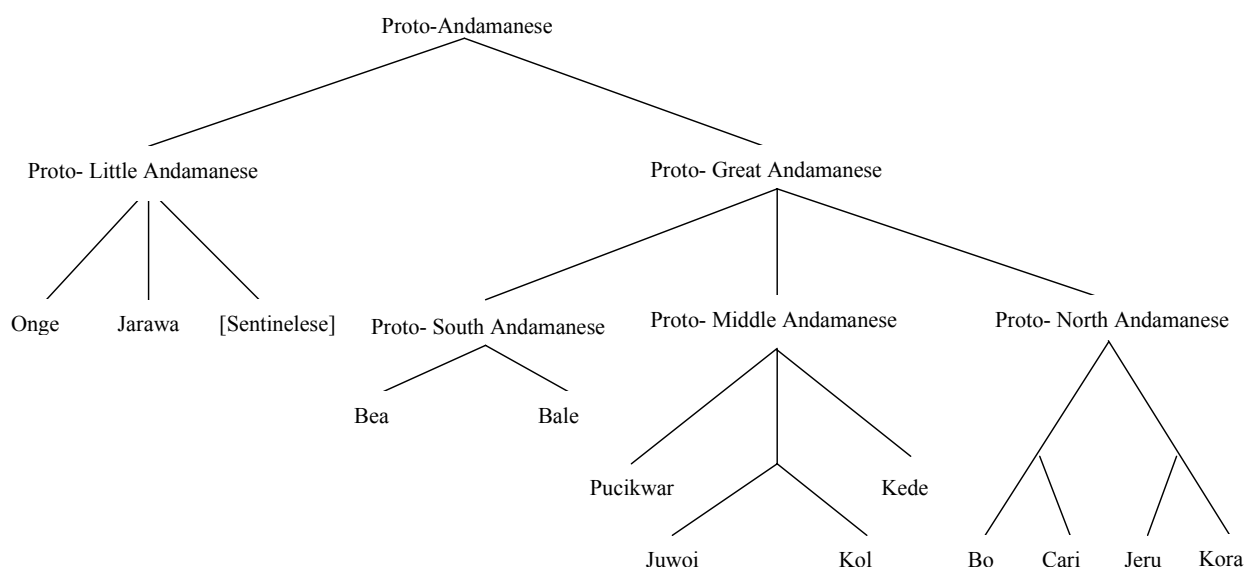 Proto-Andamanese
Proto- Little Andamanese
Proto- Great Andamanese
Onge
Jarawa
[Sentinelese]
Proto- South Andamanese
Proto- Middle Andamanese
Proto- North Andamanese
Bea
Bale
Pucikwar
Kede
Juwoi
Kol
Bo
Cari
Jeru
Kora